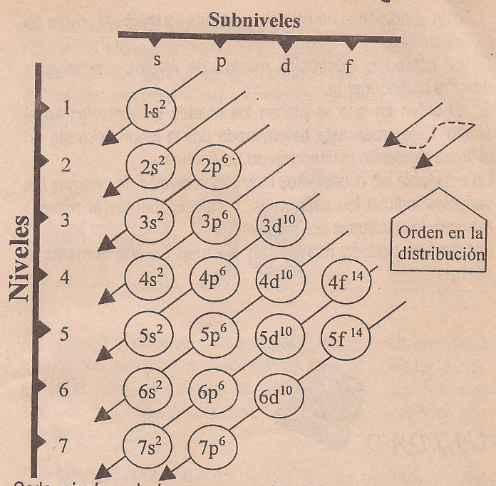 Subniveles
s p d f
1 1s²
2 2s² 2p⁶
3 3s² 3p⁶ 3d¹⁰
Orden en la
distribución
4 4s² 4p⁶ 4d¹⁰ 4f¹⁴
5 5s² 5p⁶ 5d¹⁰ 5f¹⁴
6 6s² 6p⁶ 6d¹⁰
7 7s² 7p⁶
Niveles